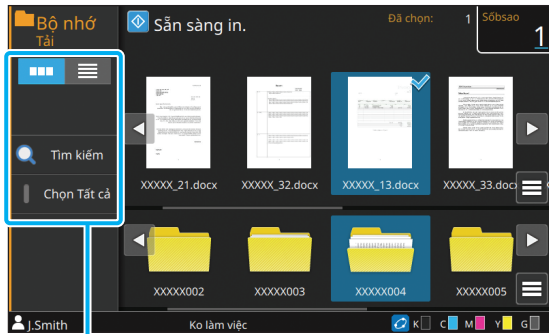 Bộ nhớ
Tải
Sẵn sàng in.
Đã chọn: 1
Sốbsao
1
Tìm kiếm
Chọn Tất cả
XXXXX_21.docx
XXXXX_32.docx
XXXXX_13.docx
XXXXX_33.docx
XXXXX002
XXXXX003
XXXXX004
XXXXX005
J.Smith
Ko làm việc
K C M Y G